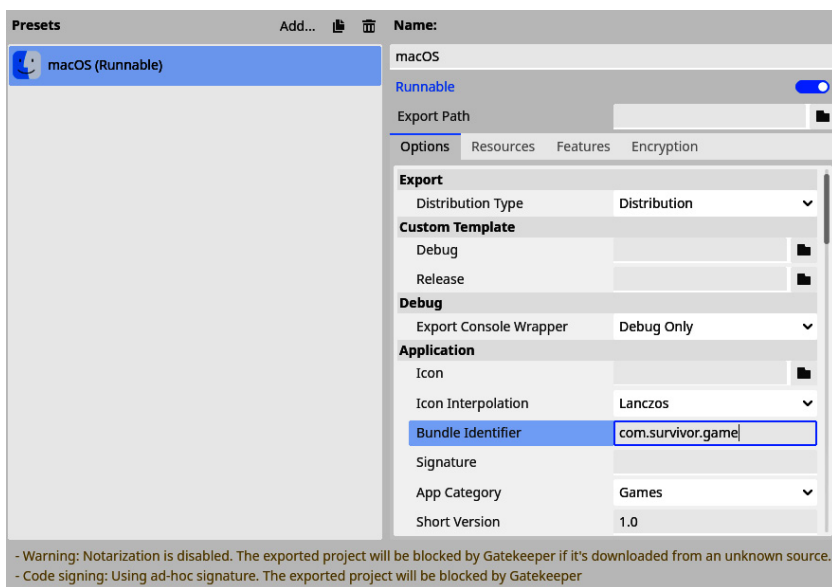 Presets Add... Name:
macOS (Runnable)
macOS
Runnable
Export Path
Options Resources Features Encryption
Export
Distribution Type Distribution
Custom Template
Debug
Release
Debug
Export Console Wrapper Debug Only
Application
Icon
Icon Interpolation Lanczos
Bundle Identifier com.survivor.game
Signature
App Category Games
Short Version 1.0
- Warning: Notarization is disabled. The exported project will be blocked by Gatekeeper if it's downloaded from an unknown source.
- Code signing: Using ad-hoc signature. The exported project will be blocked by Gatekeeper